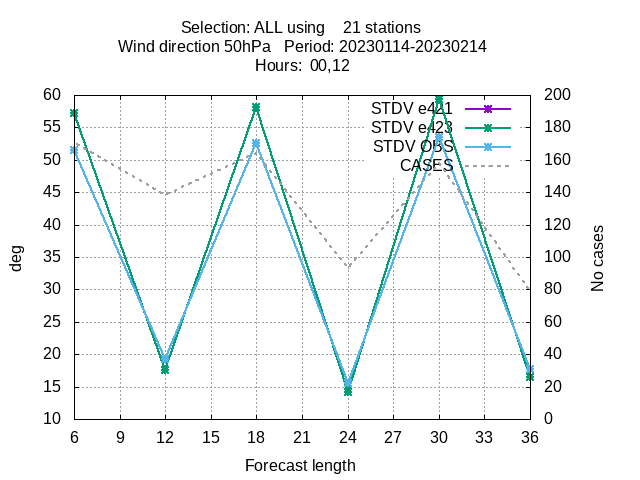 Selection: ALL using    21 stations
Wind direction 50hPa   Period: 20230114-20230214
Hours:  00,12
STDV e421
STDV e423
STDV OBS
CASES
deg
60
55
50
45
40
35
30
25
20
15
10
200
180
160
140
120
100
80
60
40
20
0
No cases
6 9 12 15 18 21 24 27 30 33 36
Forecast length